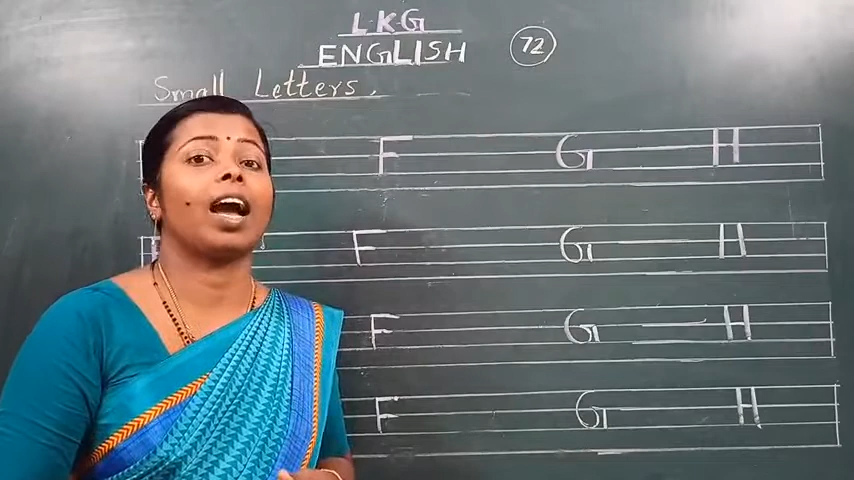 LKG
ENGLISH 72
Small Letters.
F G H
F G H
F G H
F G H